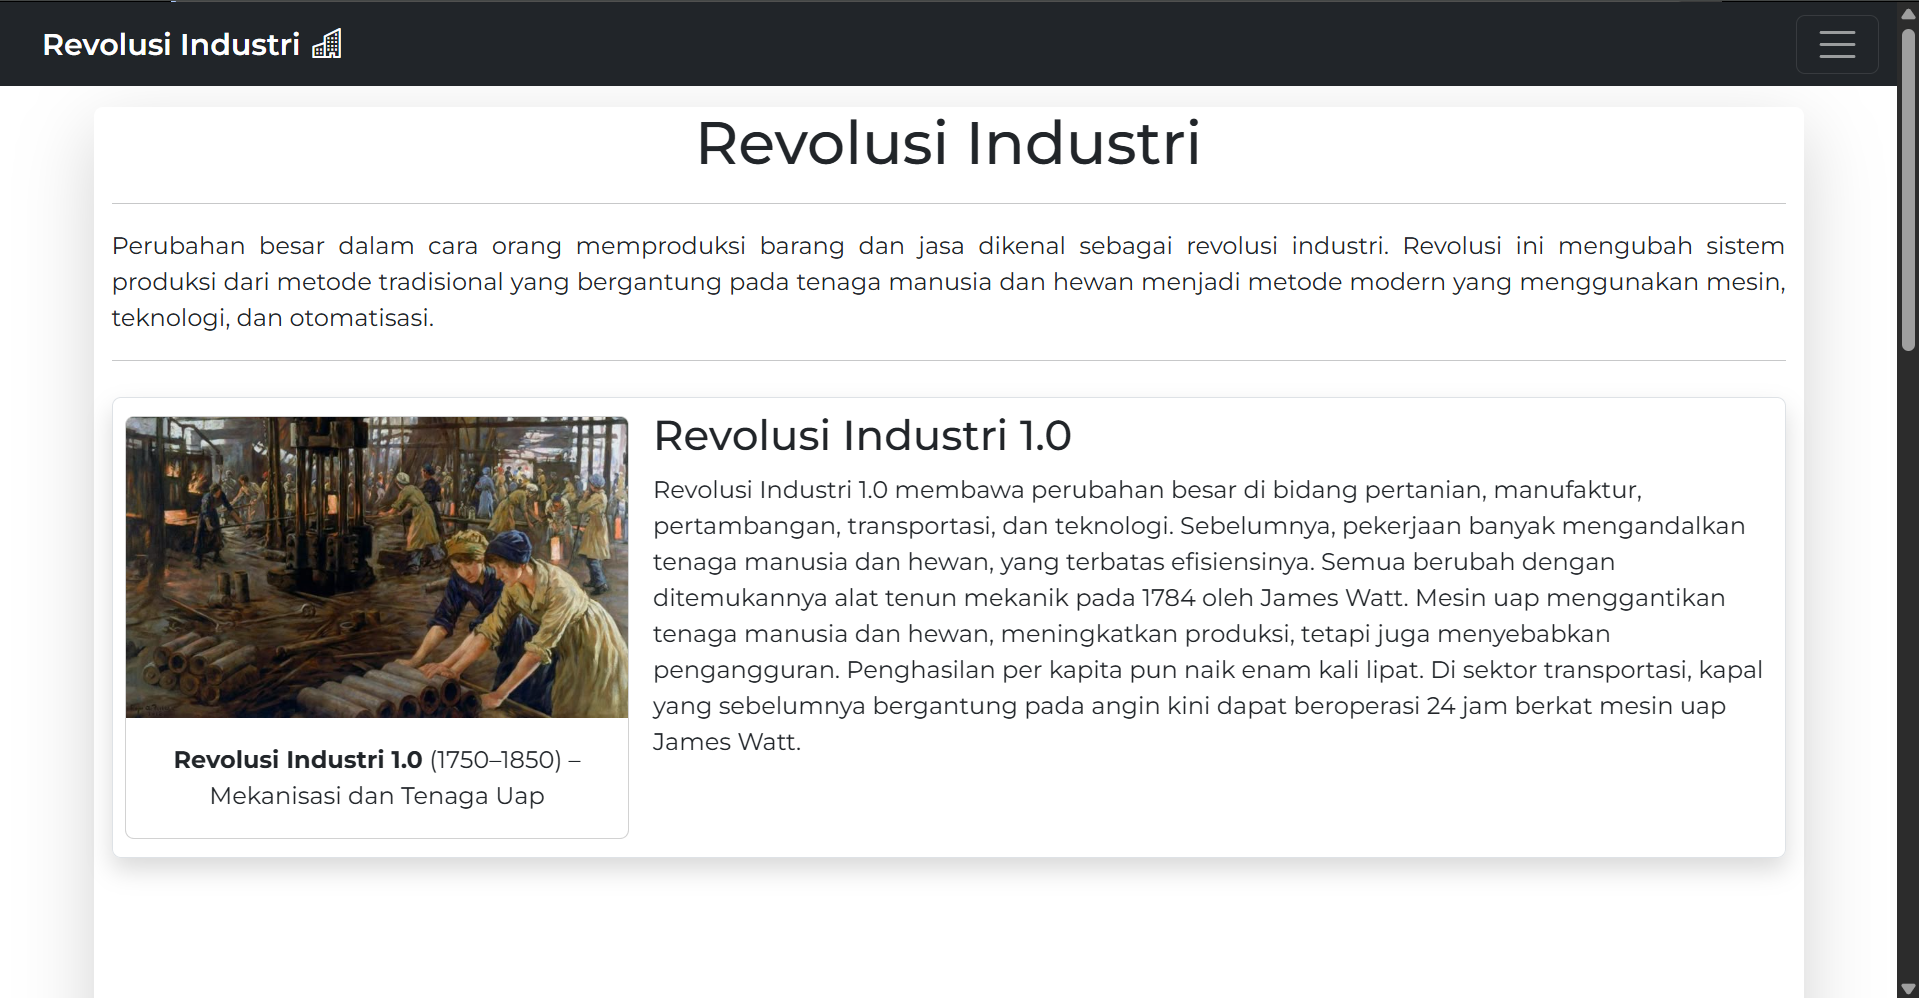 Revolusi Industri
Revolusi Industri
Perubahan besar dalam cara orang memproduksi barang dan jasa dikenal sebagai revolusi industri. Revolusi ini mengubah sistem
produksi dari metode tradisional yang bergantung pada tenaga manusia dan hewan menjadi metode modern yang menggunakan mesin,
teknologi, dan otomatisasi.
Revolusi Industri 1.0 (1750–1850) –
Mekanisasi dan Tenaga Uap
Revolusi Industri 1.0
Revolusi Industri 1.0 membawa perubahan besar di bidang pertanian, manufaktur,
pertambangan, transportasi, dan teknologi. Sebelumnya, pekerjaan banyak mengandalkan
tenaga manusia dan hewan, yang terbatas efisiensinya. Semua berubah dengan
ditemukannya alat tenun mekanik pada 1784 oleh James Watt. Mesin uap menggantikan
tenaga manusia dan hewan, meningkatkan produksi, tetapi juga menyebabkan
pengangguran. Penghasilan per kapita pun naik enam kali lipat. Di sektor transportasi, kapal
yang sebelumnya bergantung pada angin kini dapat beroperasi 24 jam berkat mesin uap
James Watt.